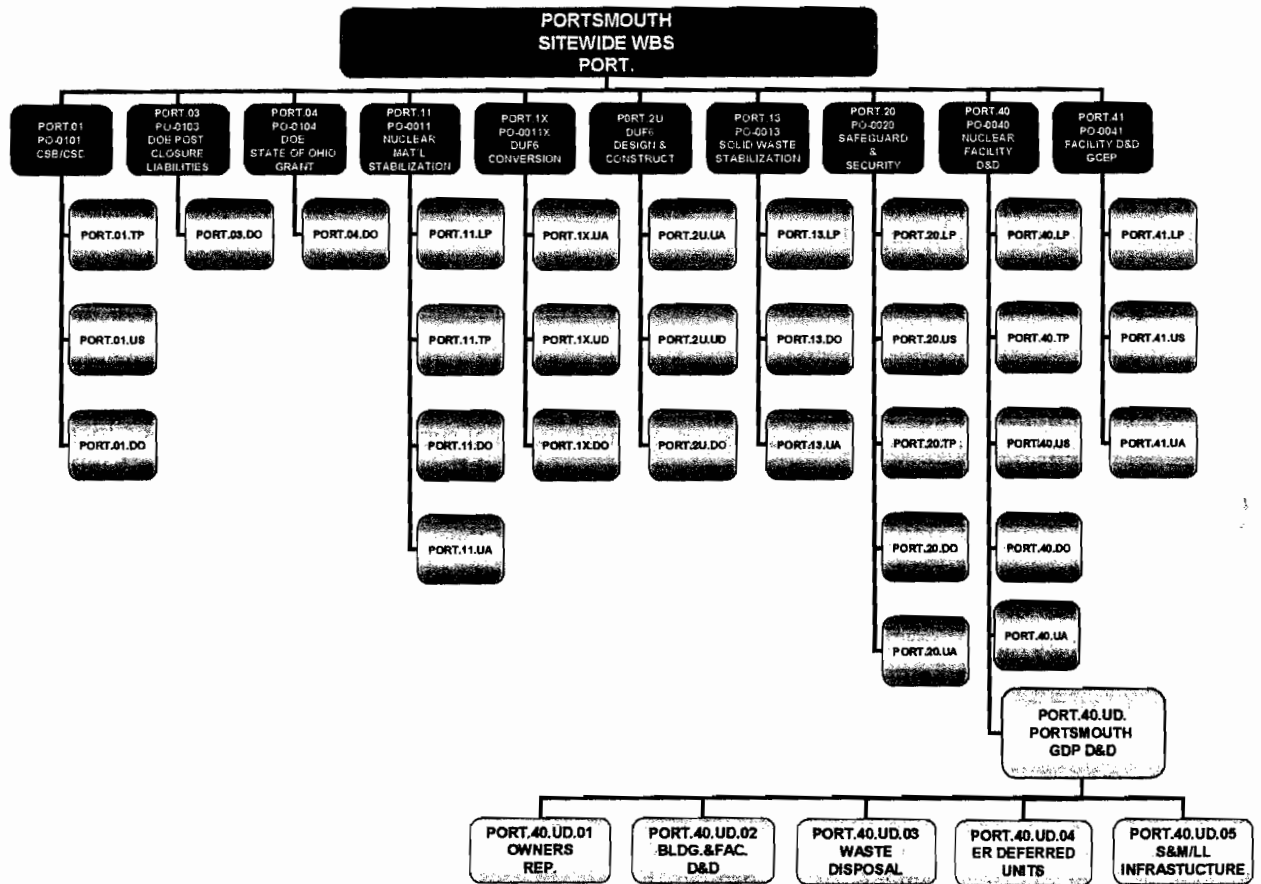 PORTSMOUTH
SITEWIDE WBS
PORT.
PORT.01
PO-0101
CSB/CSC
PORT.03
PO-0103
DOE POST
CLOSURE
LIABILITIES
PORT.04
PO-0104
DOE
STATE OF OHIO
GRANT
PORT.11
PO-0011
NUCLEAR
MAT'L
STABILIZATION
PORT.1X
PO-0011X
DUF6
CONVERSION
PORT.2U
DUF6
DESIGN &
CONSTRUCT
PORT.13
PO-0013
SOLID WASTE
STABILIZATION
PORT.20
PO-0020
SAFEGUARD
&
SECURITY
PORT.40
PO-0040
NUCLEAR
FACILITY
D&D
PORT.41
PO-0041
FACILITY D&D
GCEP
PORT.01.TP
PORT.03.DO
PORT.04.DO
PORT.11.LP
PORT.1X.UA
PORT.2U.UA
PORT.13.LP
PORT.20.LP
PORT.40.LP
PORT.41.LP
PORT.01.US
PORT.11.TP
PORT.1X.UD
PORT.2U.UD
PORT.13.DO
PORT.20.US
PORT.40.TP
PORT.41.US
PORT.01.DO
PORT.11.DO
PORT.1X.DO
PORT.2U.DO
PORT.13.UA
PORT.20.TP
PORT.40.US
PORT.41.UA
PORT.11.UA
PORT.20.DO
PORT.40.DO
PORT.20.UA
PORT.40.UA
PORT.40.UD.
PORTSMOUTH
GDP D&D
PORT.40.UD.01
OWNERS
REP.
PORT.40.UD.02
BLDG.&FAC.
D&D
PORT.40.UD.03
WASTE
DISPOSAL
PORT.40.UD.04
ER DEFERRED
UNITS
PORT.40.UD.05
S&M/LL
INFRASTUCTURE